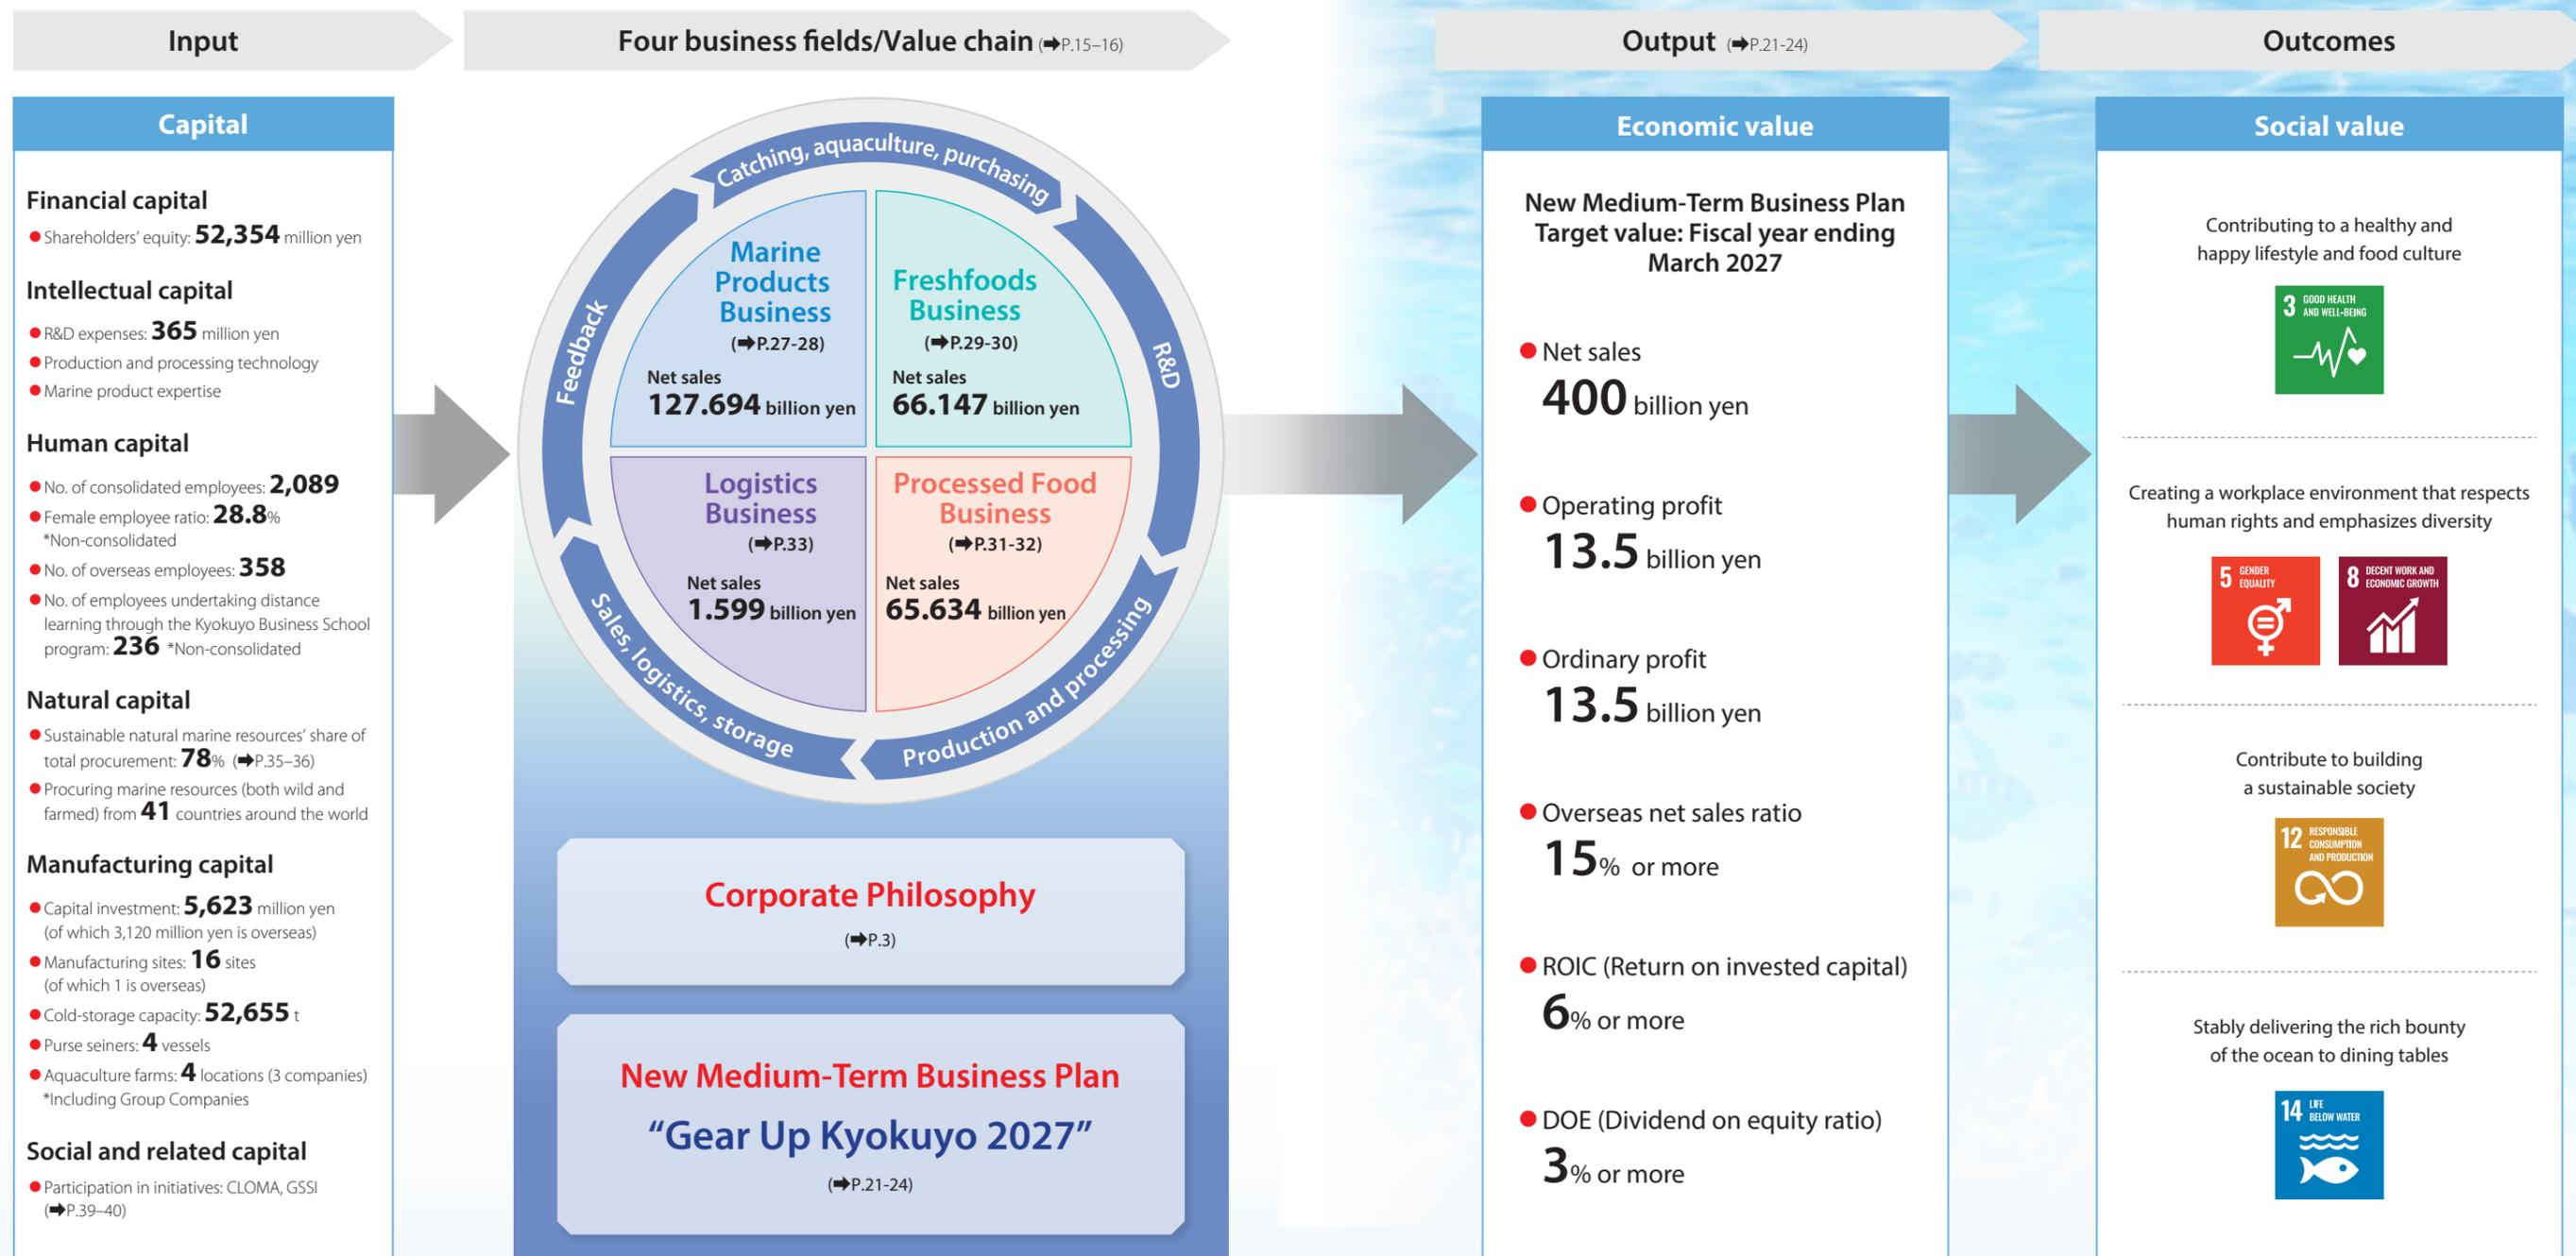 Input
Four business fields/Value chain (➡P.15–16)
Output (➡P.21-24)
Outcomes
Capital
Financial capital
● Shareholders' equity: 52,354 million yen
Intellectual capital
● R&D expenses: 365 million yen
● Production and processing technology
● Marine product expertise
Human capital
● No. of consolidated employees: 2,089
● Female employee ratio: 28.8%
*Non-consolidated
● No. of overseas employees: 358
● No. of employees undertaking distance
learning through the Kyokuyo Business School
program: 236 *Non-consolidated
Natural capital
● Sustainable natural marine resources' share of
total procurement: 78% (➡P.35–36)
● Procuring marine resources (both wild and
farmed) from 41 countries around the world
Manufacturing capital
● Capital investment: 5,623 million yen
(of which 3,120 million yen is overseas)
● Manufacturing sites: 16 sites
(of which 1 is overseas)
● Cold-storage capacity: 52,655 t
● Purse seiners: 4 vessels
● Aquaculture farms: 4 locations (3 companies)
*Including Group Companies
Social and related capital
● Participation in initiatives: CLOMA, GSSI
(➡P.39–40)
Catching, aquaculture, purchasing
R&D
Production and processing
Sales, logistics, storage
Feedback
Marine
Products
Business
(➡P.27-28)
Net sales
127.694 billion yen
Freshfoods
Business
(➡P.29-30)
Net sales
66.147 billion yen
Logistics
Business
(➡P.33)
Net sales
1.599 billion yen
Processed Food
Business
(➡P.31-32)
Net sales
65.634 billion yen
Corporate Philosophy
(➡P.3)
New Medium-Term Business Plan
“Gear Up Kyokuyo 2027”
(➡P.21-24)
Economic value
New Medium-Term Business Plan
Target value: Fiscal year ending
March 2027
● Net sales
400 billion yen
● Operating profit
13.5 billion yen
● Ordinary profit
13.5 billion yen
● Overseas net sales ratio
15% or more
● ROIC (Return on invested capital)
6% or more
● DOE (Dividend on equity ratio)
3% or more
Social value
Contributing to a healthy and
happy lifestyle and food culture
3 GOOD HEALTH
AND WELL-BEING
Creating a workplace environment that respects
human rights and emphasizes diversity
5 GENDER
EQUALITY
8 DECENT WORK AND
ECONOMIC GROWTH
Contribute to building
a sustainable society
12 RESPONSIBLE
CONSUMPTION
AND PRODUCTION
Stably delivering the rich bounty
of the ocean to dining tables
14 LIFE
BELOW WATER